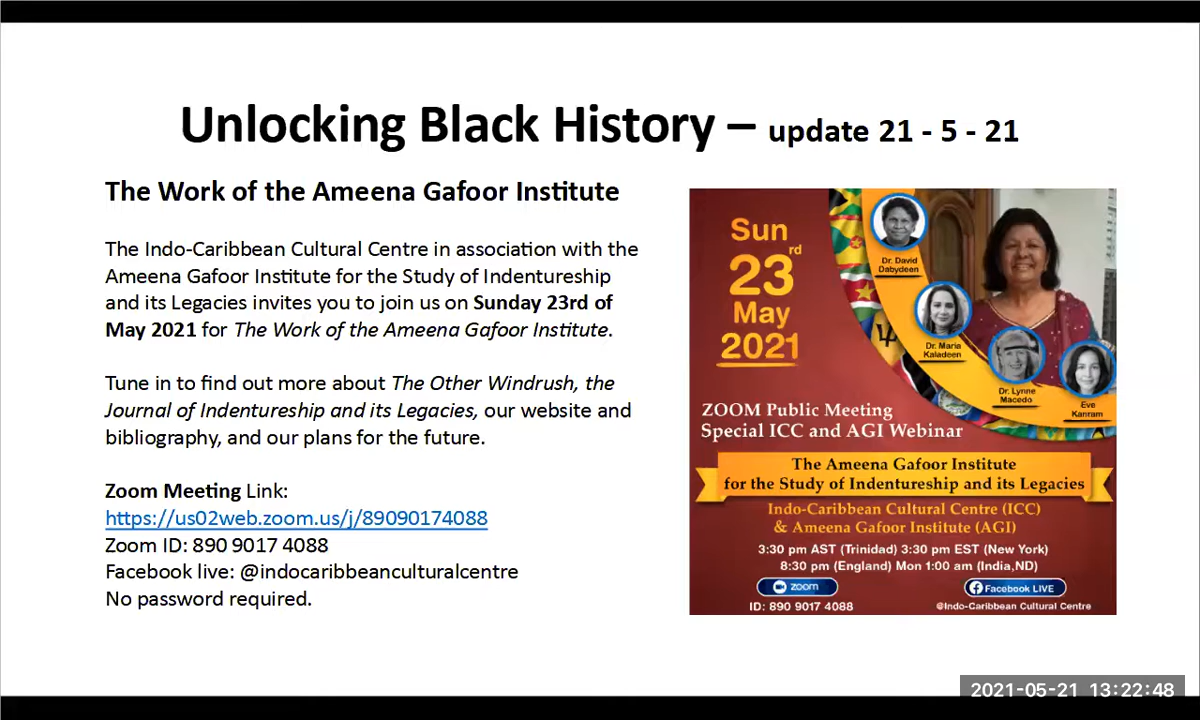 Unlocking Black History – update 21 - 5 - 21
The Work of the Ameena Gafoor Institute
The Indo-Caribbean Cultural Centre in association with the
Ameena Gafoor Institute for the Study of Indentureship
and its Legacies invites you to join us on Sunday 23rd of
May 2021 for The Work of the Ameena Gafoor Institute.
Tune in to find out more about The Other Windrush, the
Journal of Indentureship and its Legacies, our website and
bibliography, and our plans for the future.
Zoom Meeting Link:
https://us02web.zoom.us/j/89090174088
Zoom ID: 890 9017 4088
Facebook live: @indocaribbeanculturalcentre
No password required.
Sun
23rd
May
2021
Dr. David
Dabydeen
Dr. Maria
Kaladeen
Dr. Lynne
Macedo
Eve
Kanram
ZOOM Public Meeting
Special ICC and AGI Webinar
The Ameena Gafoor Institute
for the Study of Indentureship and its Legacies
Indo-Caribbean Cultural Centre (ICC)
& Ameena Gafoor Institute (AGI)
3:30 pm AST (Trinidad) 3:30 pm EST (New York)
8:30 pm (England) Mon 1:00 am (India,ND)
zoom
Facebook LIVE
ID: 890 9017 4088
@Indo-Caribbean Cultural Centre
2021-05-21 13:22:48